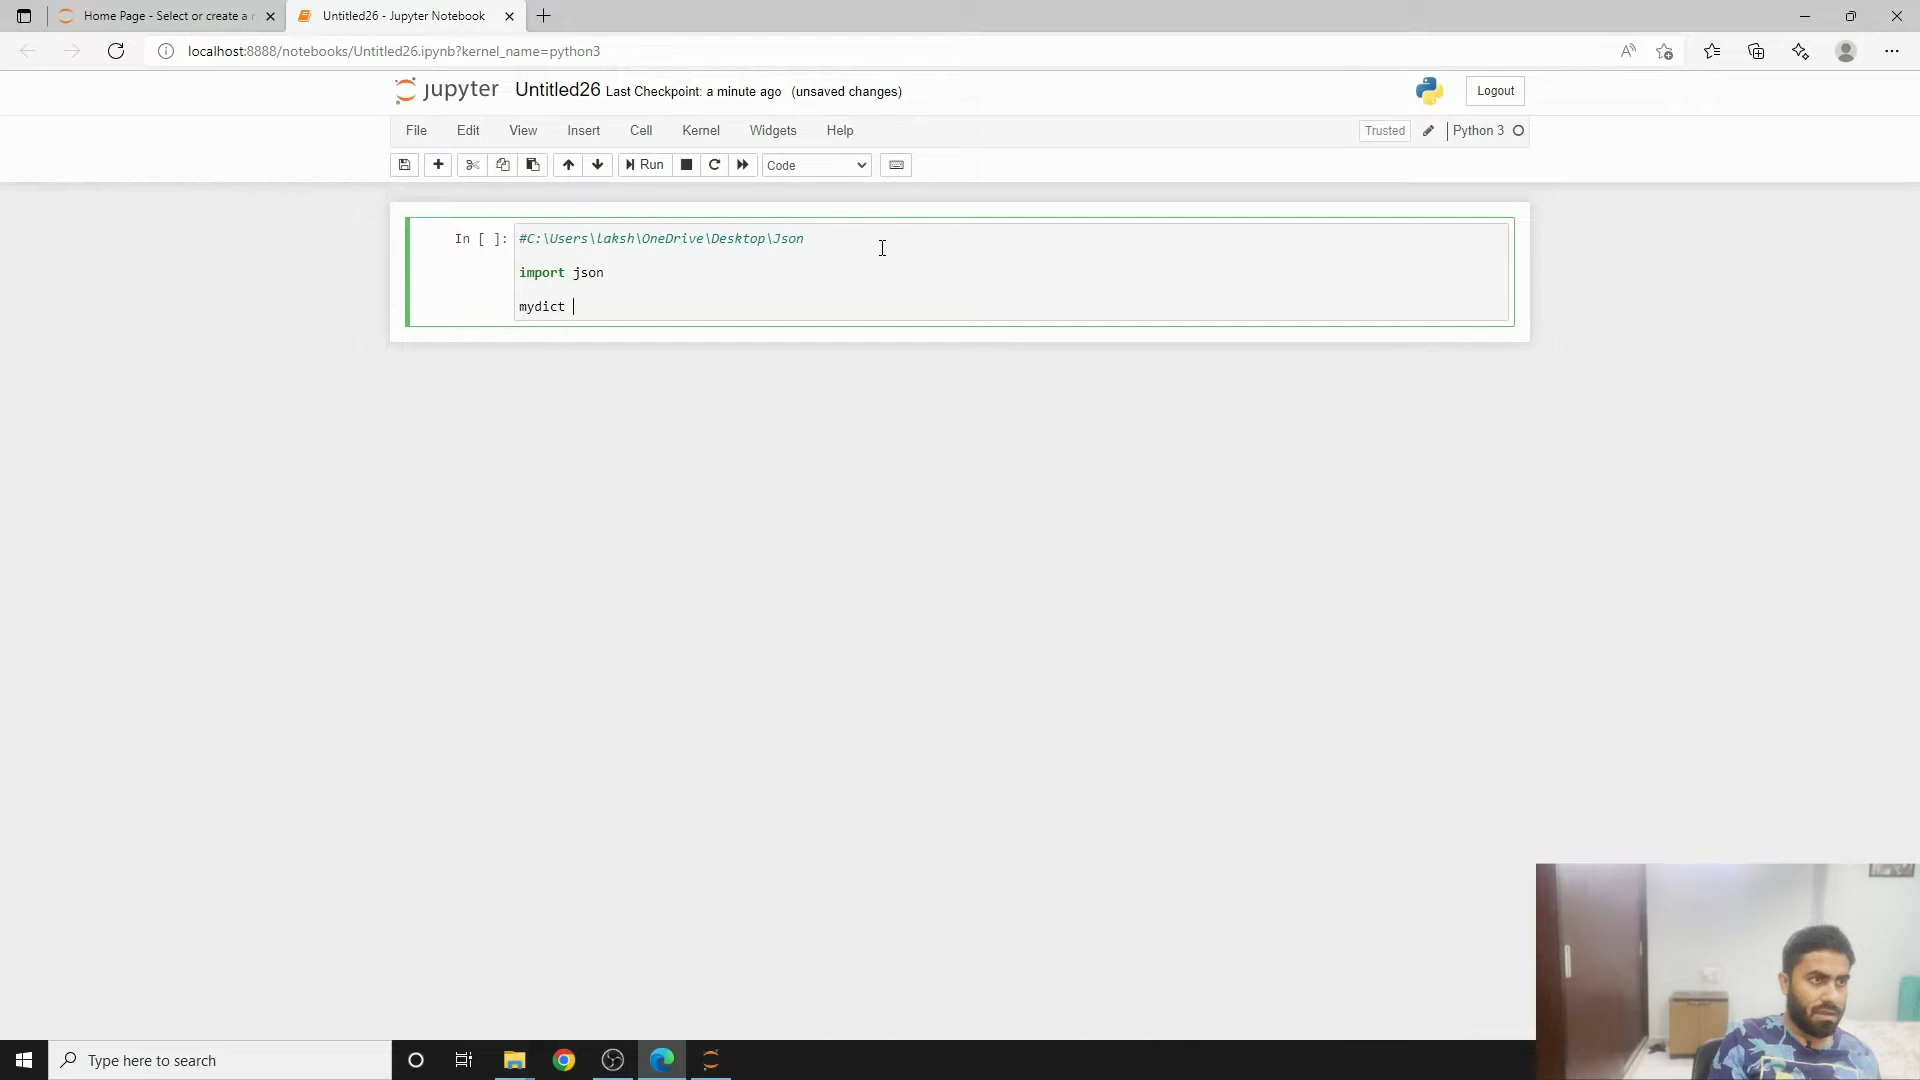 Home Page - Select or create a n
Untitled26 - Jupyter Notebook
localhost:8888/notebooks/Untitled26.ipynb?kernel_name=python3
jupyter Untitled26 Last Checkpoint: a minute ago (unsaved changes)
Logout
File Edit View Insert Cell Kernel Widgets Help
Trusted
Python 3
Run
Code
In [ ]: #C:\Users\laksh\OneDrive\Desktop\Json
import json
mydict
Type here to search